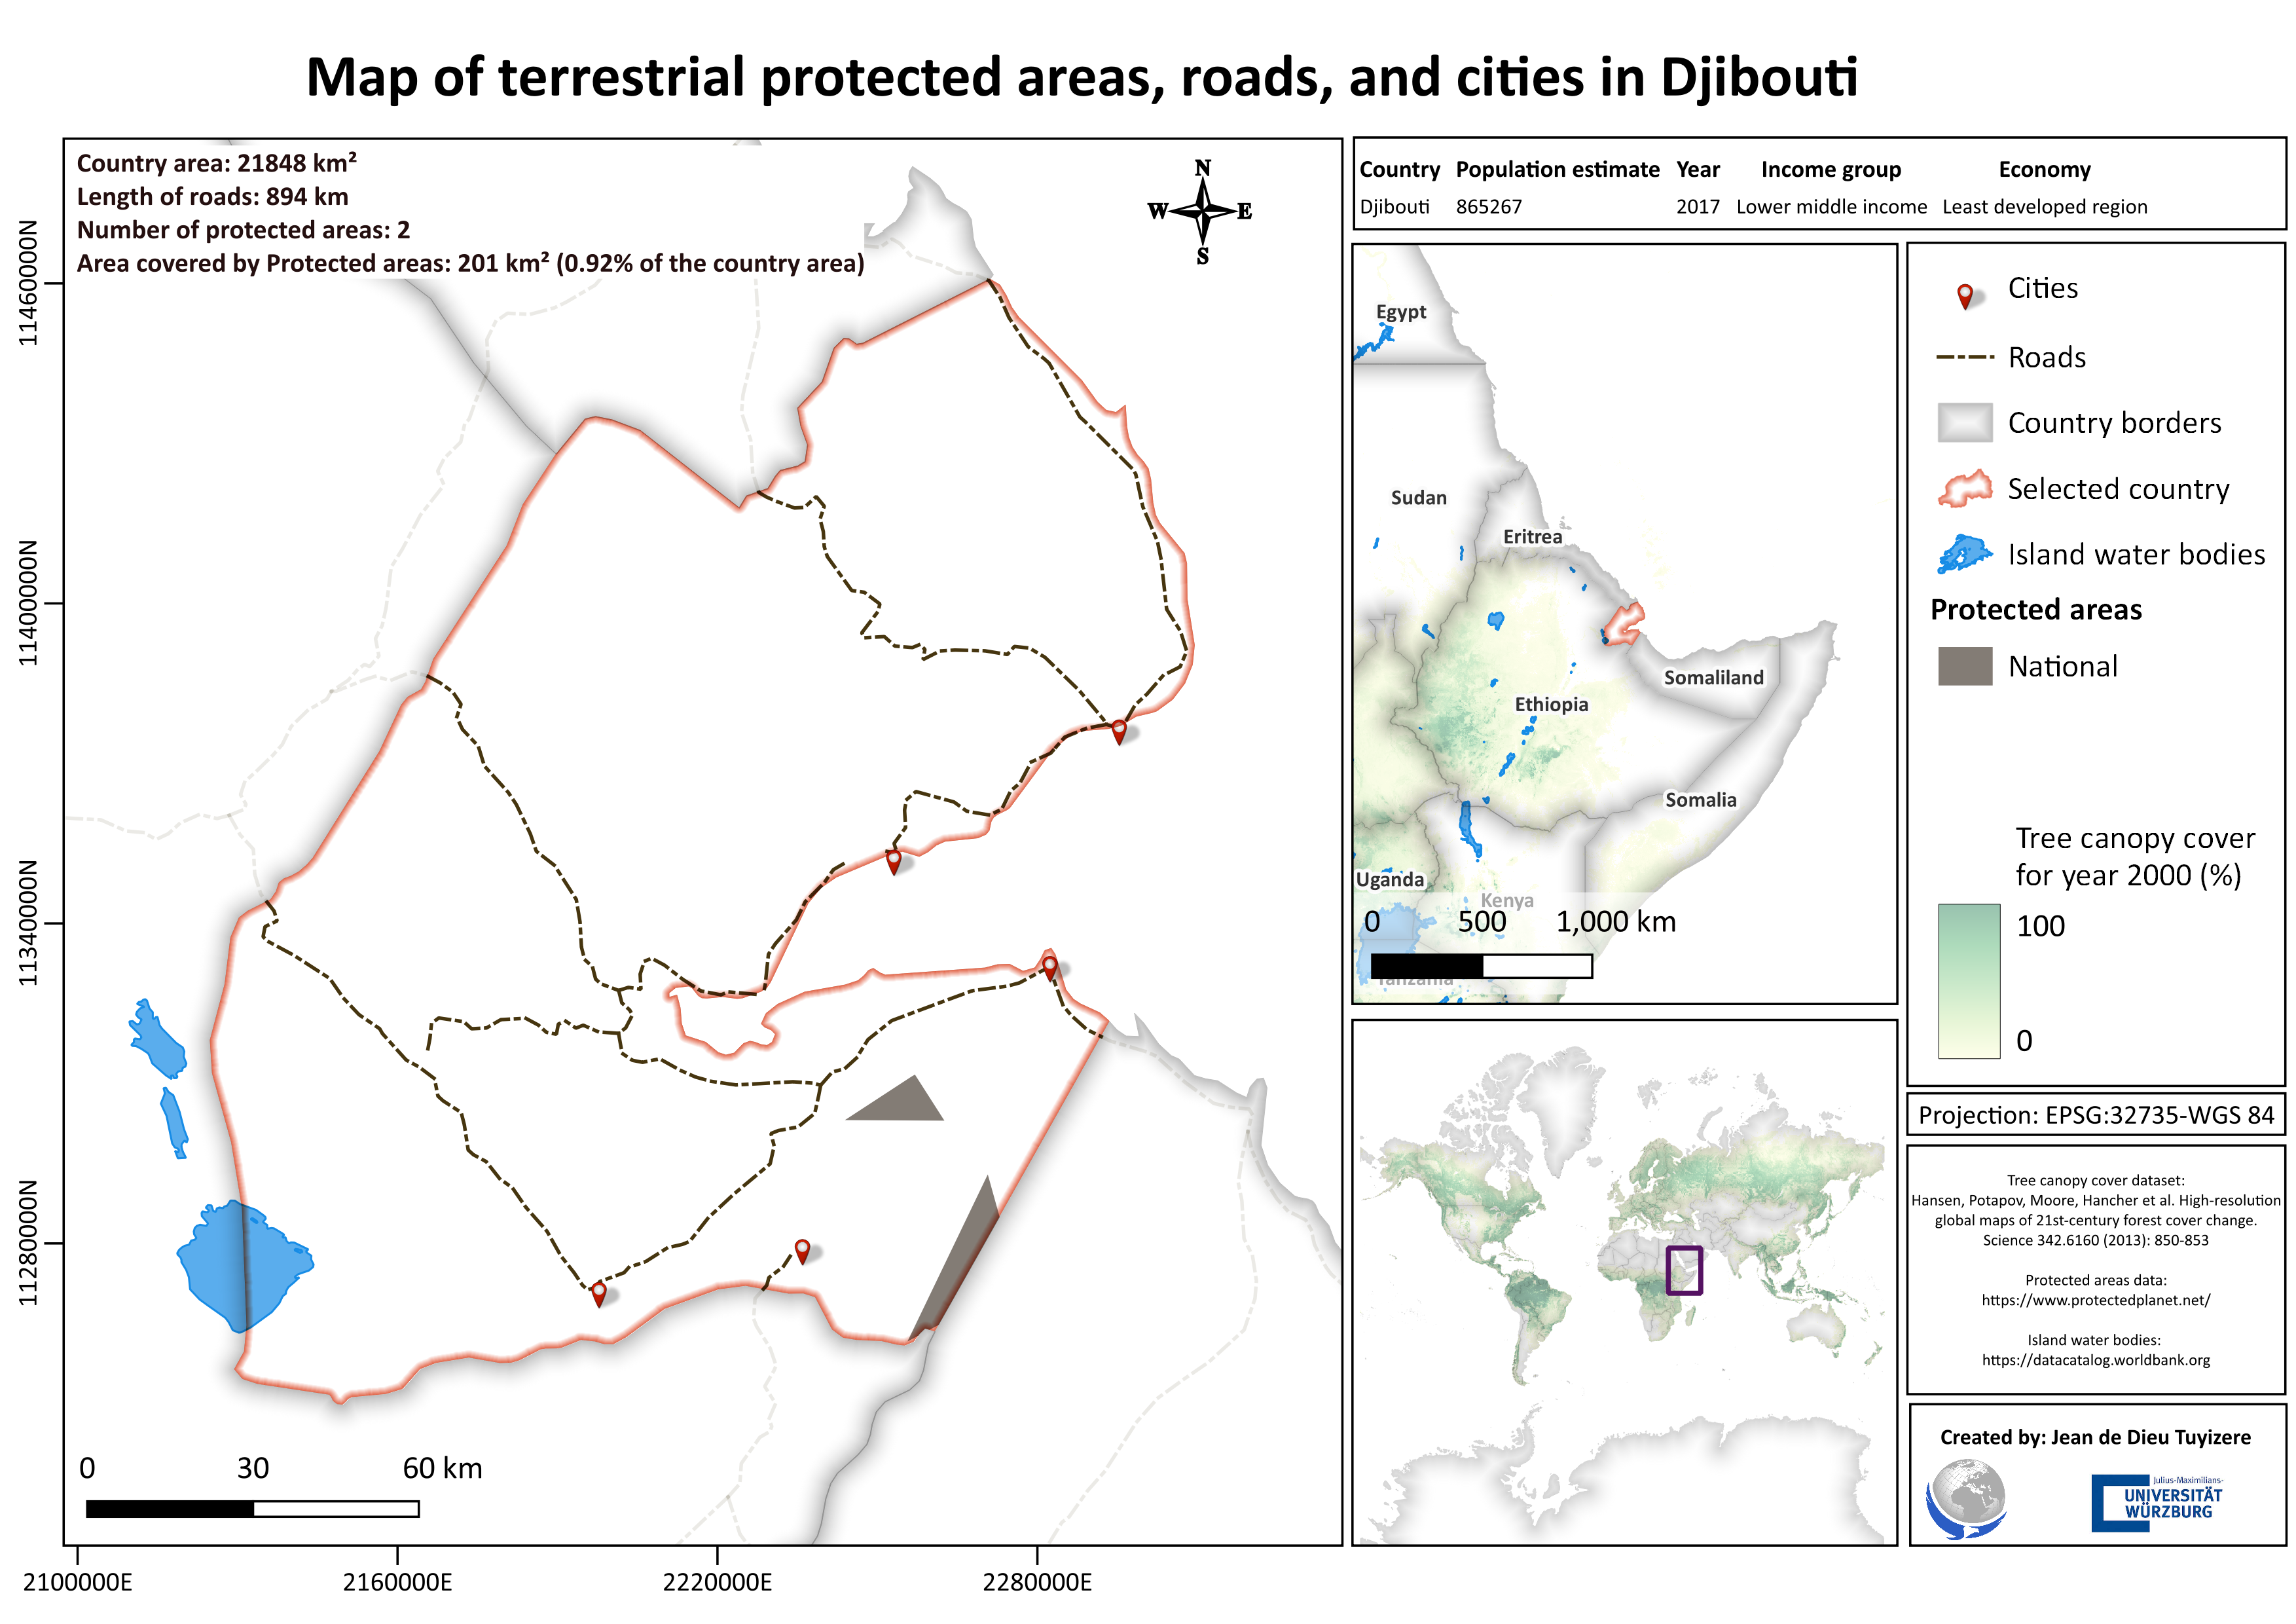 Map of terrestrial protected areas, roads, and cities in Djibouti
Country area: 21848 km²
Length of roads: 894 km
Number of protected areas: 2
Area covered by Protected areas: 201 km² (0.92% of the country area)
N
W E
S
1146000N
1140000N
1134000N
1128000N
0 30 60 km
2100000E 2160000E 2220000E 2280000E
Country Population estimate Year Income group Economy
Djibouti 865267 2017 Lower middle income Least developed region
Egypt
Sudan
Eritrea
Somaliland
Ethiopia
Somalia
Uganda
Kenya
0 500 1,000 km
Tanzania
Cities
Roads
Country borders
Selected country
Island water bodies
Protected areas
National
Tree canopy cover
for year 2000 (%)
100
0
Projection: EPSG:32735-WGS 84
Tree canopy cover dataset:
Hansen, Potapov, Moore, Hancher et al. High-resolution
global maps of 21st-century forest cover change.
Science 342.6160 (2013): 850-853
Protected areas data:
https://www.protectedplanet.net/
Island water bodies:
https://datacatalog.worldbank.org
Created by: Jean de Dieu Tuyizere
Julius-Maximilians-
UNIVERSITÄT
WÜRZBURG